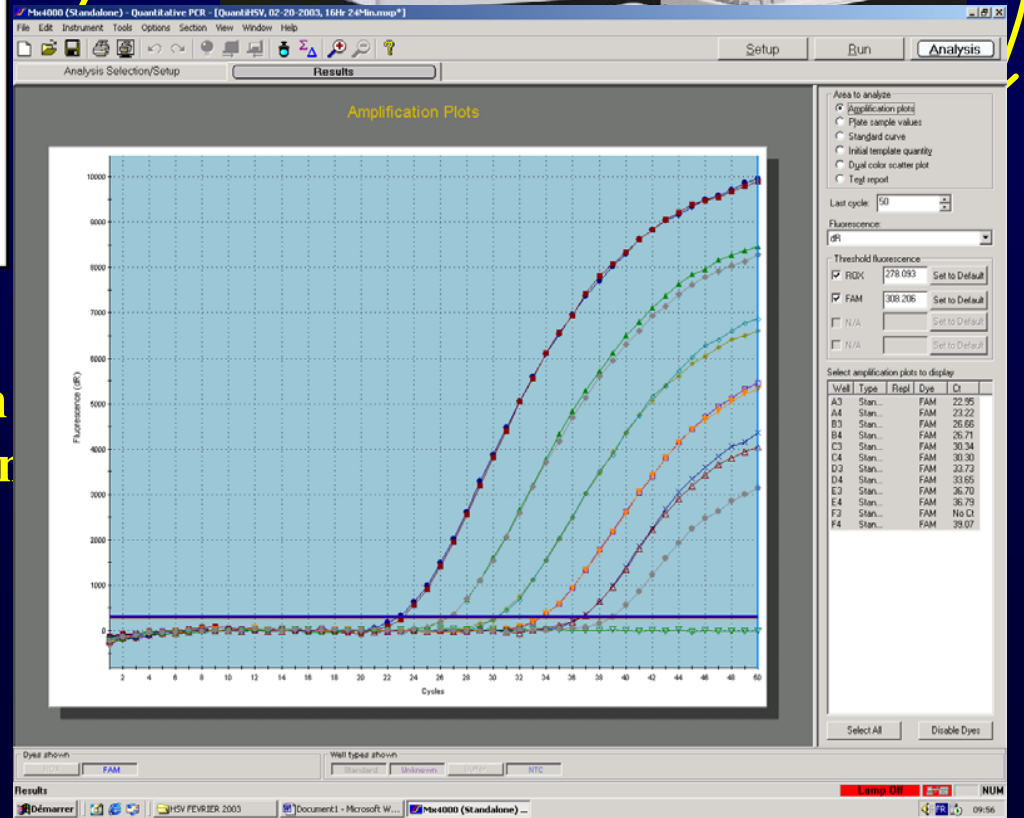 Mx4000 (Standalone) - Quantitative PCR - [QuantiHSV, 02-20-2003, 16Hr 24Min.mxp*]
File Edit Instrument Tools Options Section View Window Help
Setup Run Analysis
Analysis Selection/Setup Results
Amplification Plots
10000
9000
8000
7000
6000
5000
4000
3000
2000
1000
0
Fluorescence (dR)
2 4 6 8 10 12 14 16 18 20 22 24 26 28 30 32 34 36 38 40 42 44 46 48 50
Cycles
Area to analyze
Amplification plots
Plate sample values
Standard curve
Initial template quantity
Dual color scatter plot
Text report
Last cycle: 50
Fluorescence:
dR
Threshold fluorescence
ROX 278.093 Set to Default
FAM 308.206 Set to Default
N/A Set to Default
N/A Set to Default
Select amplification plots to display
Well Type Repl Dye Ct
A3 Stan... FAM 22.95
A4 Stan... FAM 23.22
B3 Stan... FAM 26.66
B4 Stan... FAM 26.71
C3 Stan... FAM 30.34
C4 Stan... FAM 30.30
D3 Stan... FAM 33.73
D4 Stan... FAM 33.65
E3 Stan... FAM 36.70
E4 Stan... FAM 36.79
F3 Stan... FAM No Ct
F4 Stan... FAM 39.07
Select All Disable Dyes
Dyes shown
FAM
Well types shown
Standard Unknown Buffer NTC
Results
Lamp Off NUM
Démarrer HSV FEVRIER 2003 Document1 - Microsoft W... Mx4000 (Standalone) ... FR 09:56